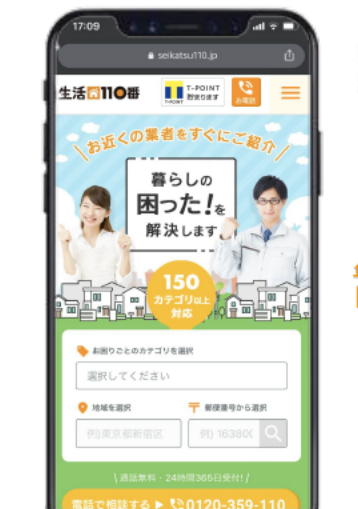 17:09
seikatsu110.jp
生活110番
T-POINT
T-POINT
貯まります
お電話
お近くの業者をすぐにご紹介
暮らしの
困った!を
解決します
150
カテゴリ以上
対応
お困りごとのカテゴリを選択
選択してください
地域を選択
郵便番号から選択
例)東京都新宿区
例) 163800
通話無料・24時間365日受付!
電話で相談する ▶ 0120-359-110